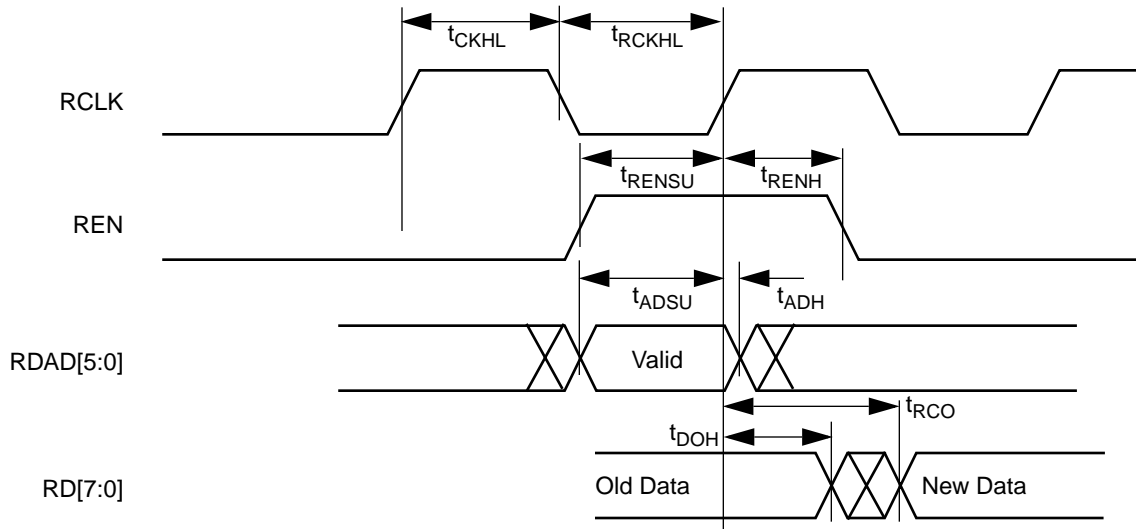 tCKHL tRCKHL
RCLK
tRENSU tRENH
REN
tADSU tADH
RDAD[5:0] Valid
tRCO
tDOH
RD[7:0] Old Data New Data